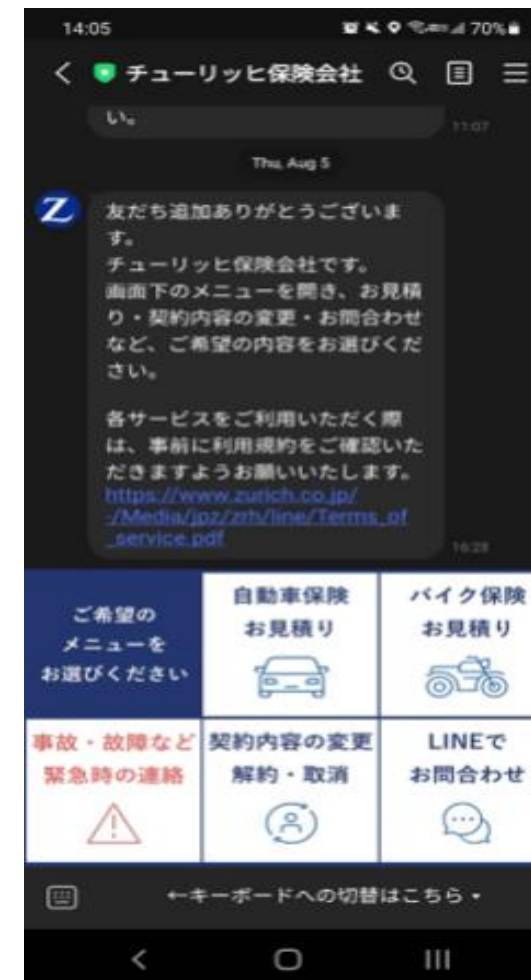 14:05
70%
チューリッヒ保険会社
い。
11:07
Thu, Aug 5
Z
友だち追加ありがとうございま
す。
チューリッヒ保険会社です。
画面下のメニューを開き、お見積
り・契約内容の変更・お問合わせ
など、ご希望の内容をお選びくだ
さい。
各サービスをご利用いただく際
は、事前に利用規約をご確認いた
だきますようお願いいたします。
https://www.zurich.co.jp/
-/Media/jpz/zrh/line/Terms_of
_service.pdf
16:28
ご希望の
メニューを
お選びください
自動車保険
お見積り
バイク保険
お見積り
事故・故障など
緊急時の連絡
契約内容の変更
解約・取消
LINEで
お問合わせ
←キーボードへの切替はこちら